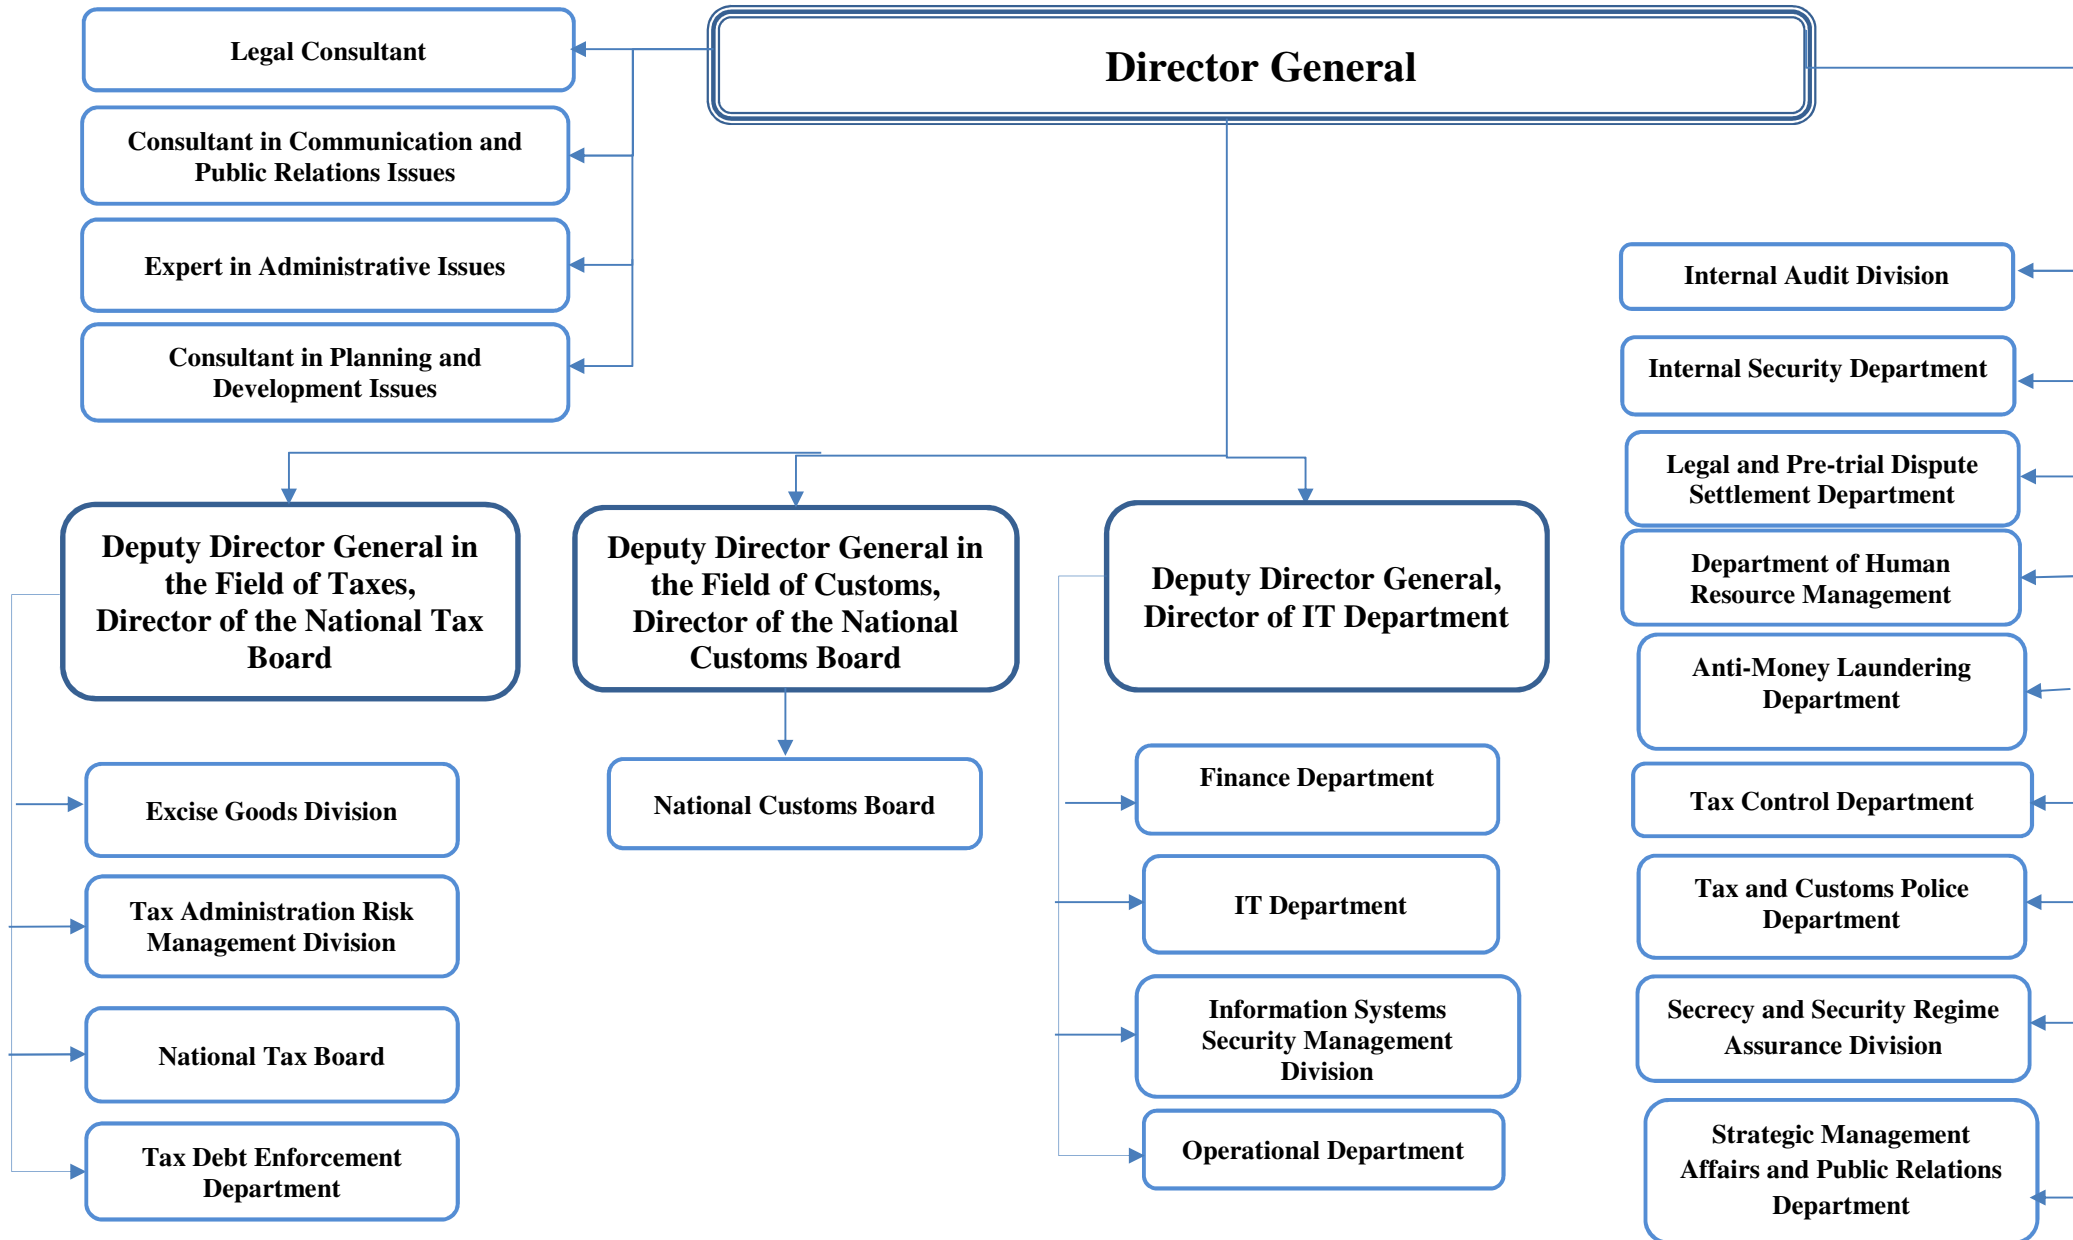 Director General
Legal Consultant
Consultant in Communication and
Public Relations Issues
Expert in Administrative Issues
Consultant in Planning and
Development Issues
Deputy Director General in
the Field of Taxes,
Director of the National Tax
Board
Excise Goods Division
Tax Administration Risk
Management Division
National Tax Board
Tax Debt Enforcement
Department
Deputy Director General in
the Field of Customs,
Director of the National
Customs Board
National Customs Board
Deputy Director General,
Director of IT Department
Finance Department
IT Department
Information Systems
Security Management
Division
Operational Department
Internal Audit Division
Internal Security Department
Legal and Pre-trial Dispute
Settlement Department
Department of Human
Resource Management
Anti-Money Laundering
Department
Tax Control Department
Tax and Customs Police
Department
Secrecy and Security Regime
Assurance Division
Strategic Management
Affairs and Public Relations
Department